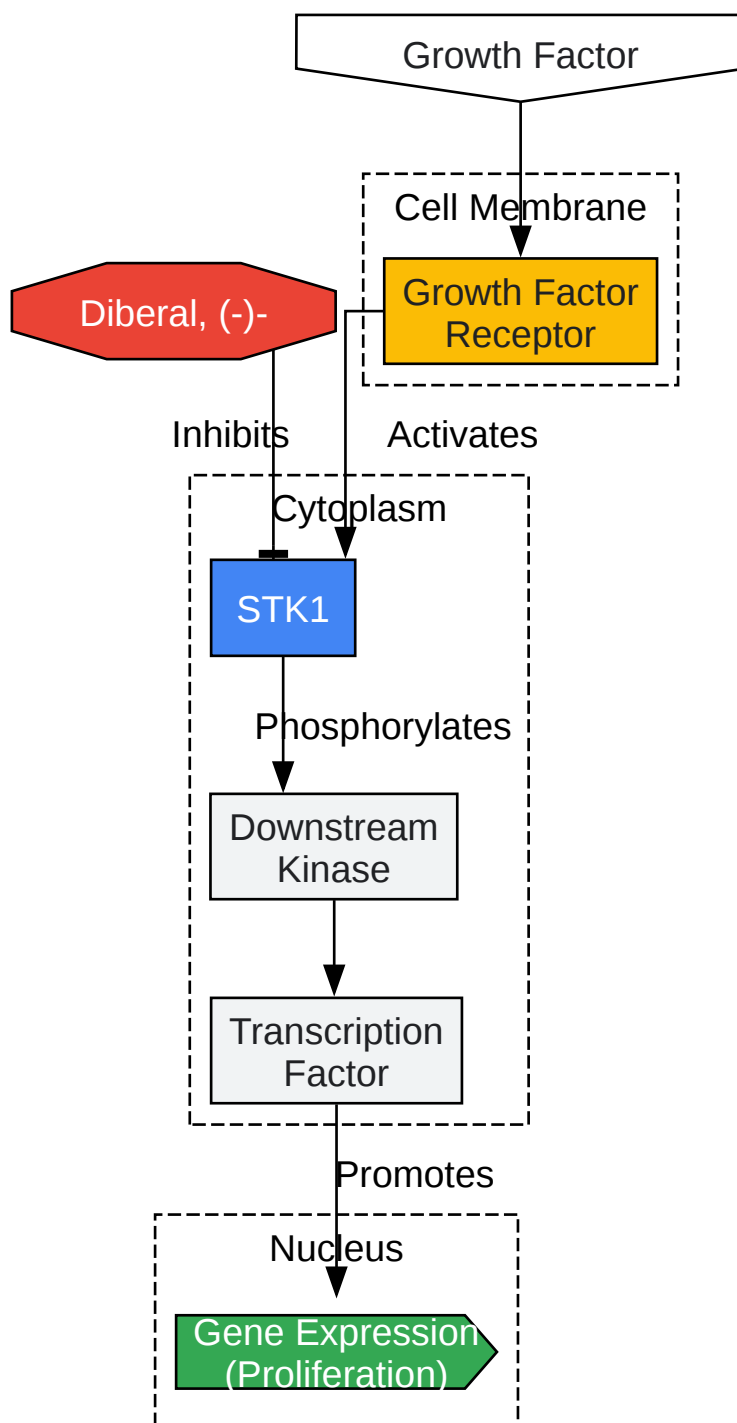 Growth Factor
Cell Membrane
Growth Factor
Receptor
Diberal, (-)-
Inhibits
Activates
Cytoplasm
STK1
Phosphorylates
Downstream
Kinase
Transcription
Factor
Promotes
Nucleus
Gene Expression
(Proliferation)